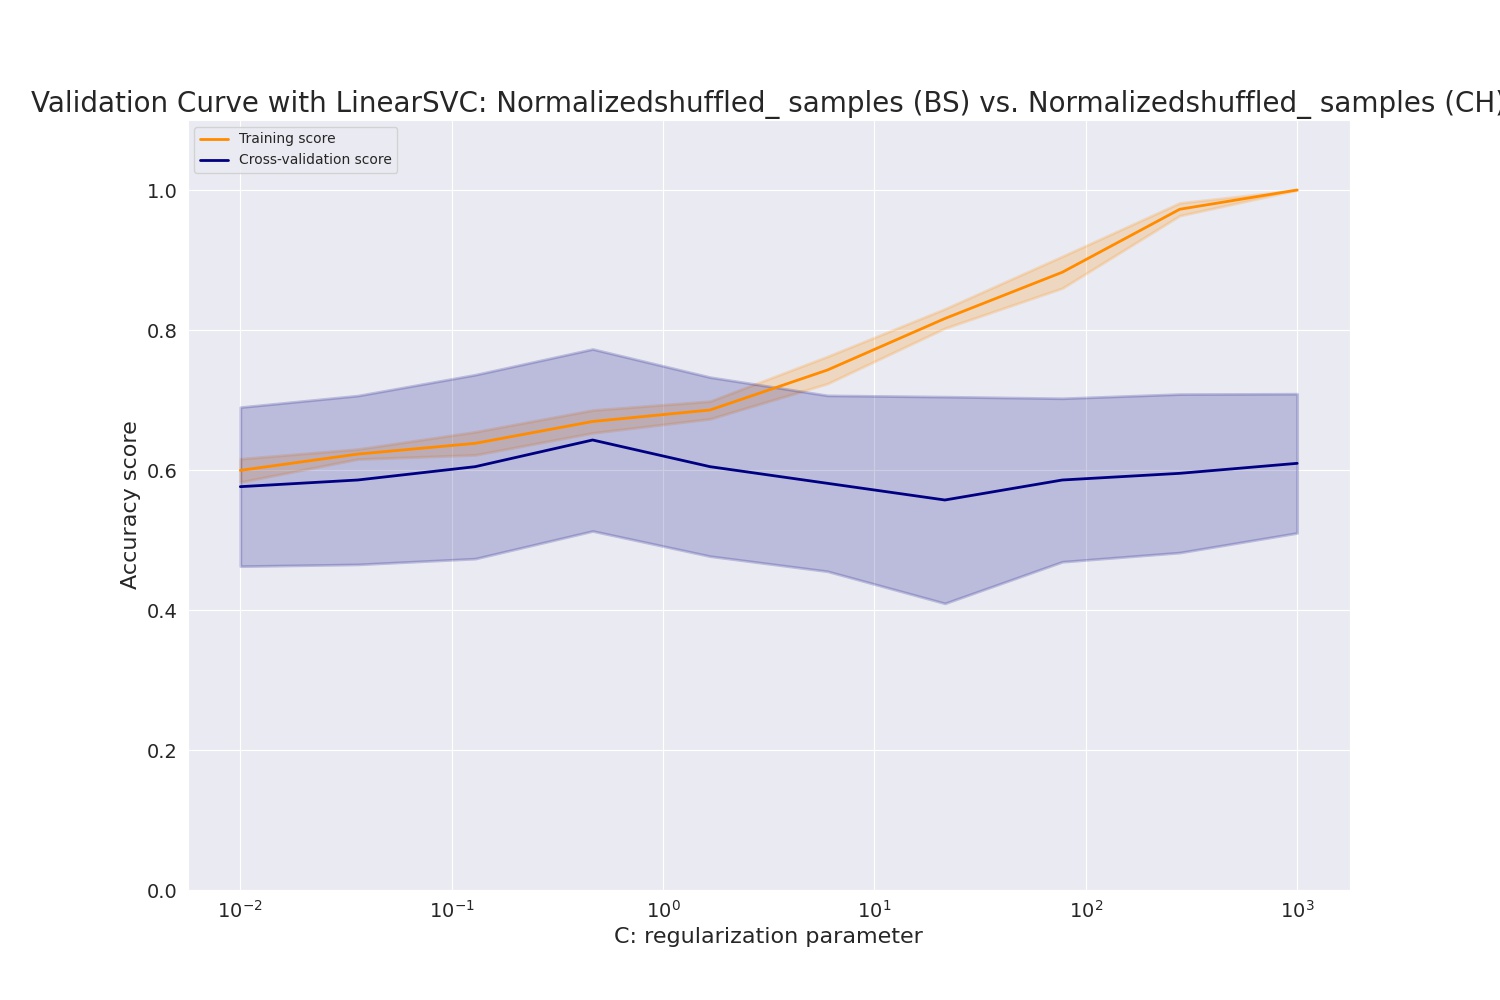 Validation Curve with LinearSVC: Normalizedshuffled_ samples (BS) vs. Normalizedshuffled_ samples (CH)
Training score
Cross-validation score
1.0
0.8
0.6
0.4
0.2
0.0
Accuracy score
10⁻² 10⁻¹ 10⁰ 10¹ 10² 10³
C: regularization parameter